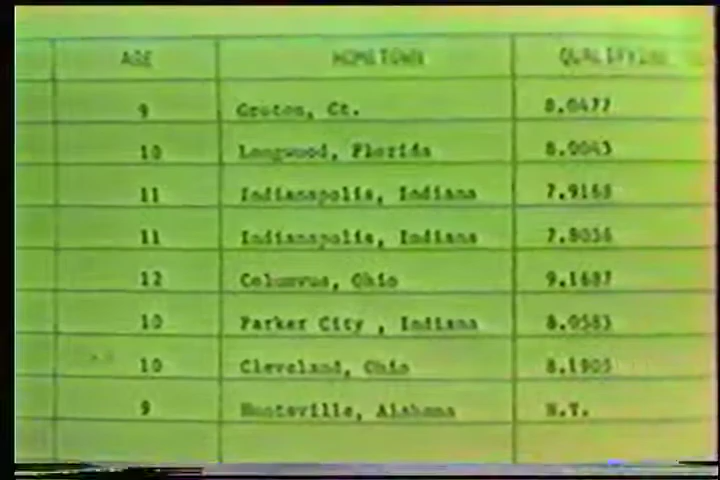 AGE HOMETOWN QUALIFYING
9 Groton, Ct. 8.0477
10 Longwood, Florida 8.0043
11 Indianapolis, Indiana 7.9168
11 Indianapolis, Indiana 7.8036
12 Columvus, Ohio 9.1687
10 Parker City , Indiana 8.0583
10 Cleveland, Ohio 8.1905
9 Huntsville, Alabama N.T.